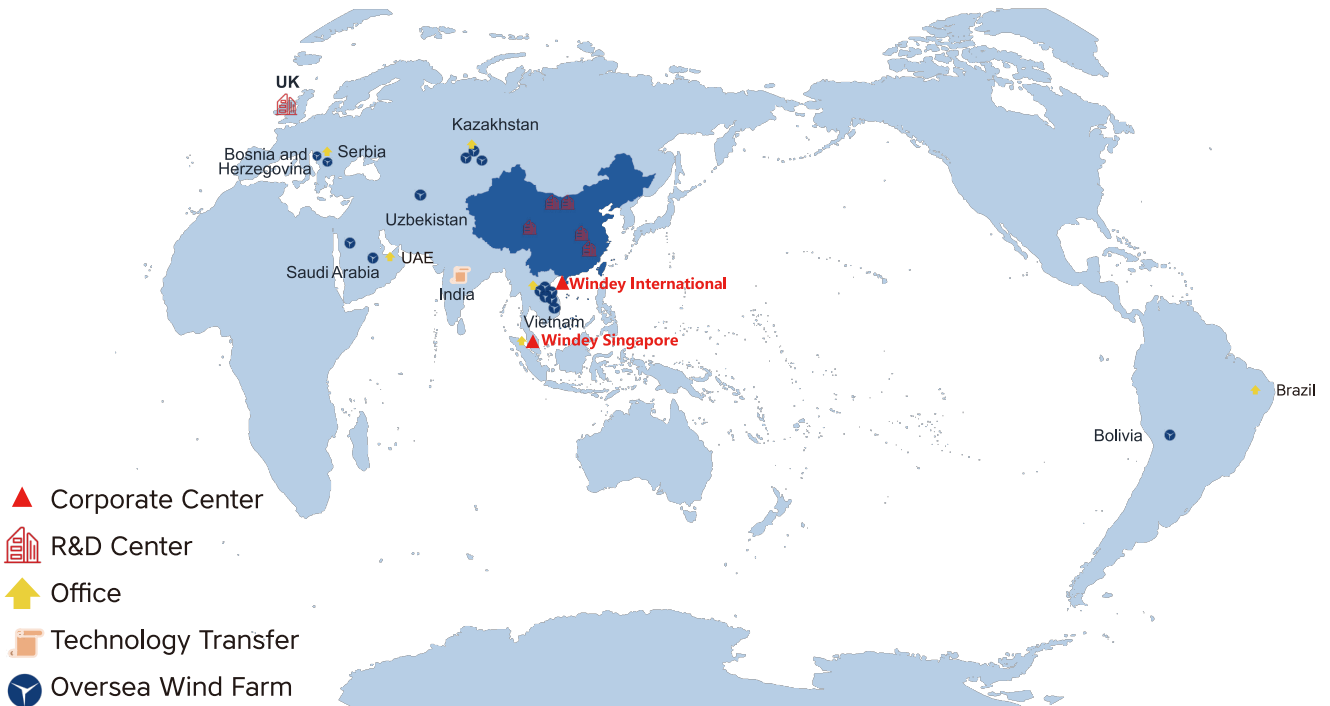 UK
Kazakhstan
Bosnia and
Herzegovina
Serbia
Uzbekistan
Saudi Arabia
UAE
India
Windey International
Vietnam
Windey Singapore
Brazil
Bolivia
Corporate Center
R&D Center
Office
Technology Transfer
Oversea Wind Farm